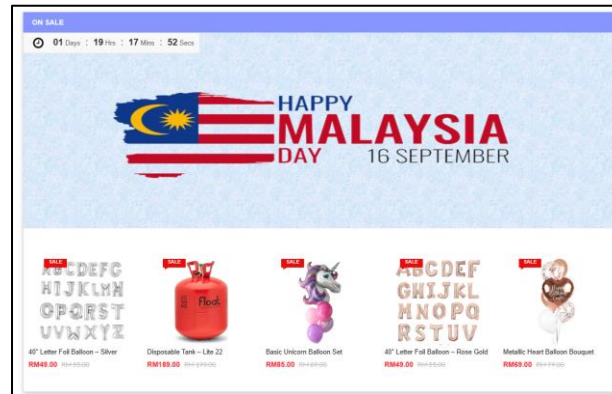 ON SALE
01 Days : 19 Hrs : 17 Mins : 52 Secs
HAPPY
MALAYSIA
DAY 16 SEPTEMBER
SALE
SALE
SALE
SALE
SALE
ABCDEFG
HIJKLMN
OPQRST
UVWXYZ
Float
ABCDEF
GHIJKL
MNOPQ
RSTUV
40" Letter Foil Balloon – Silver
Disposable Tank – Lite 22
Basic Unicorn Balloon Set
40" Letter Foil Balloon – Rose Gold
Metallic Heart Balloon Bouquet
RM49.00
RM189.00
RM85.00
RM49.00
RM69.00